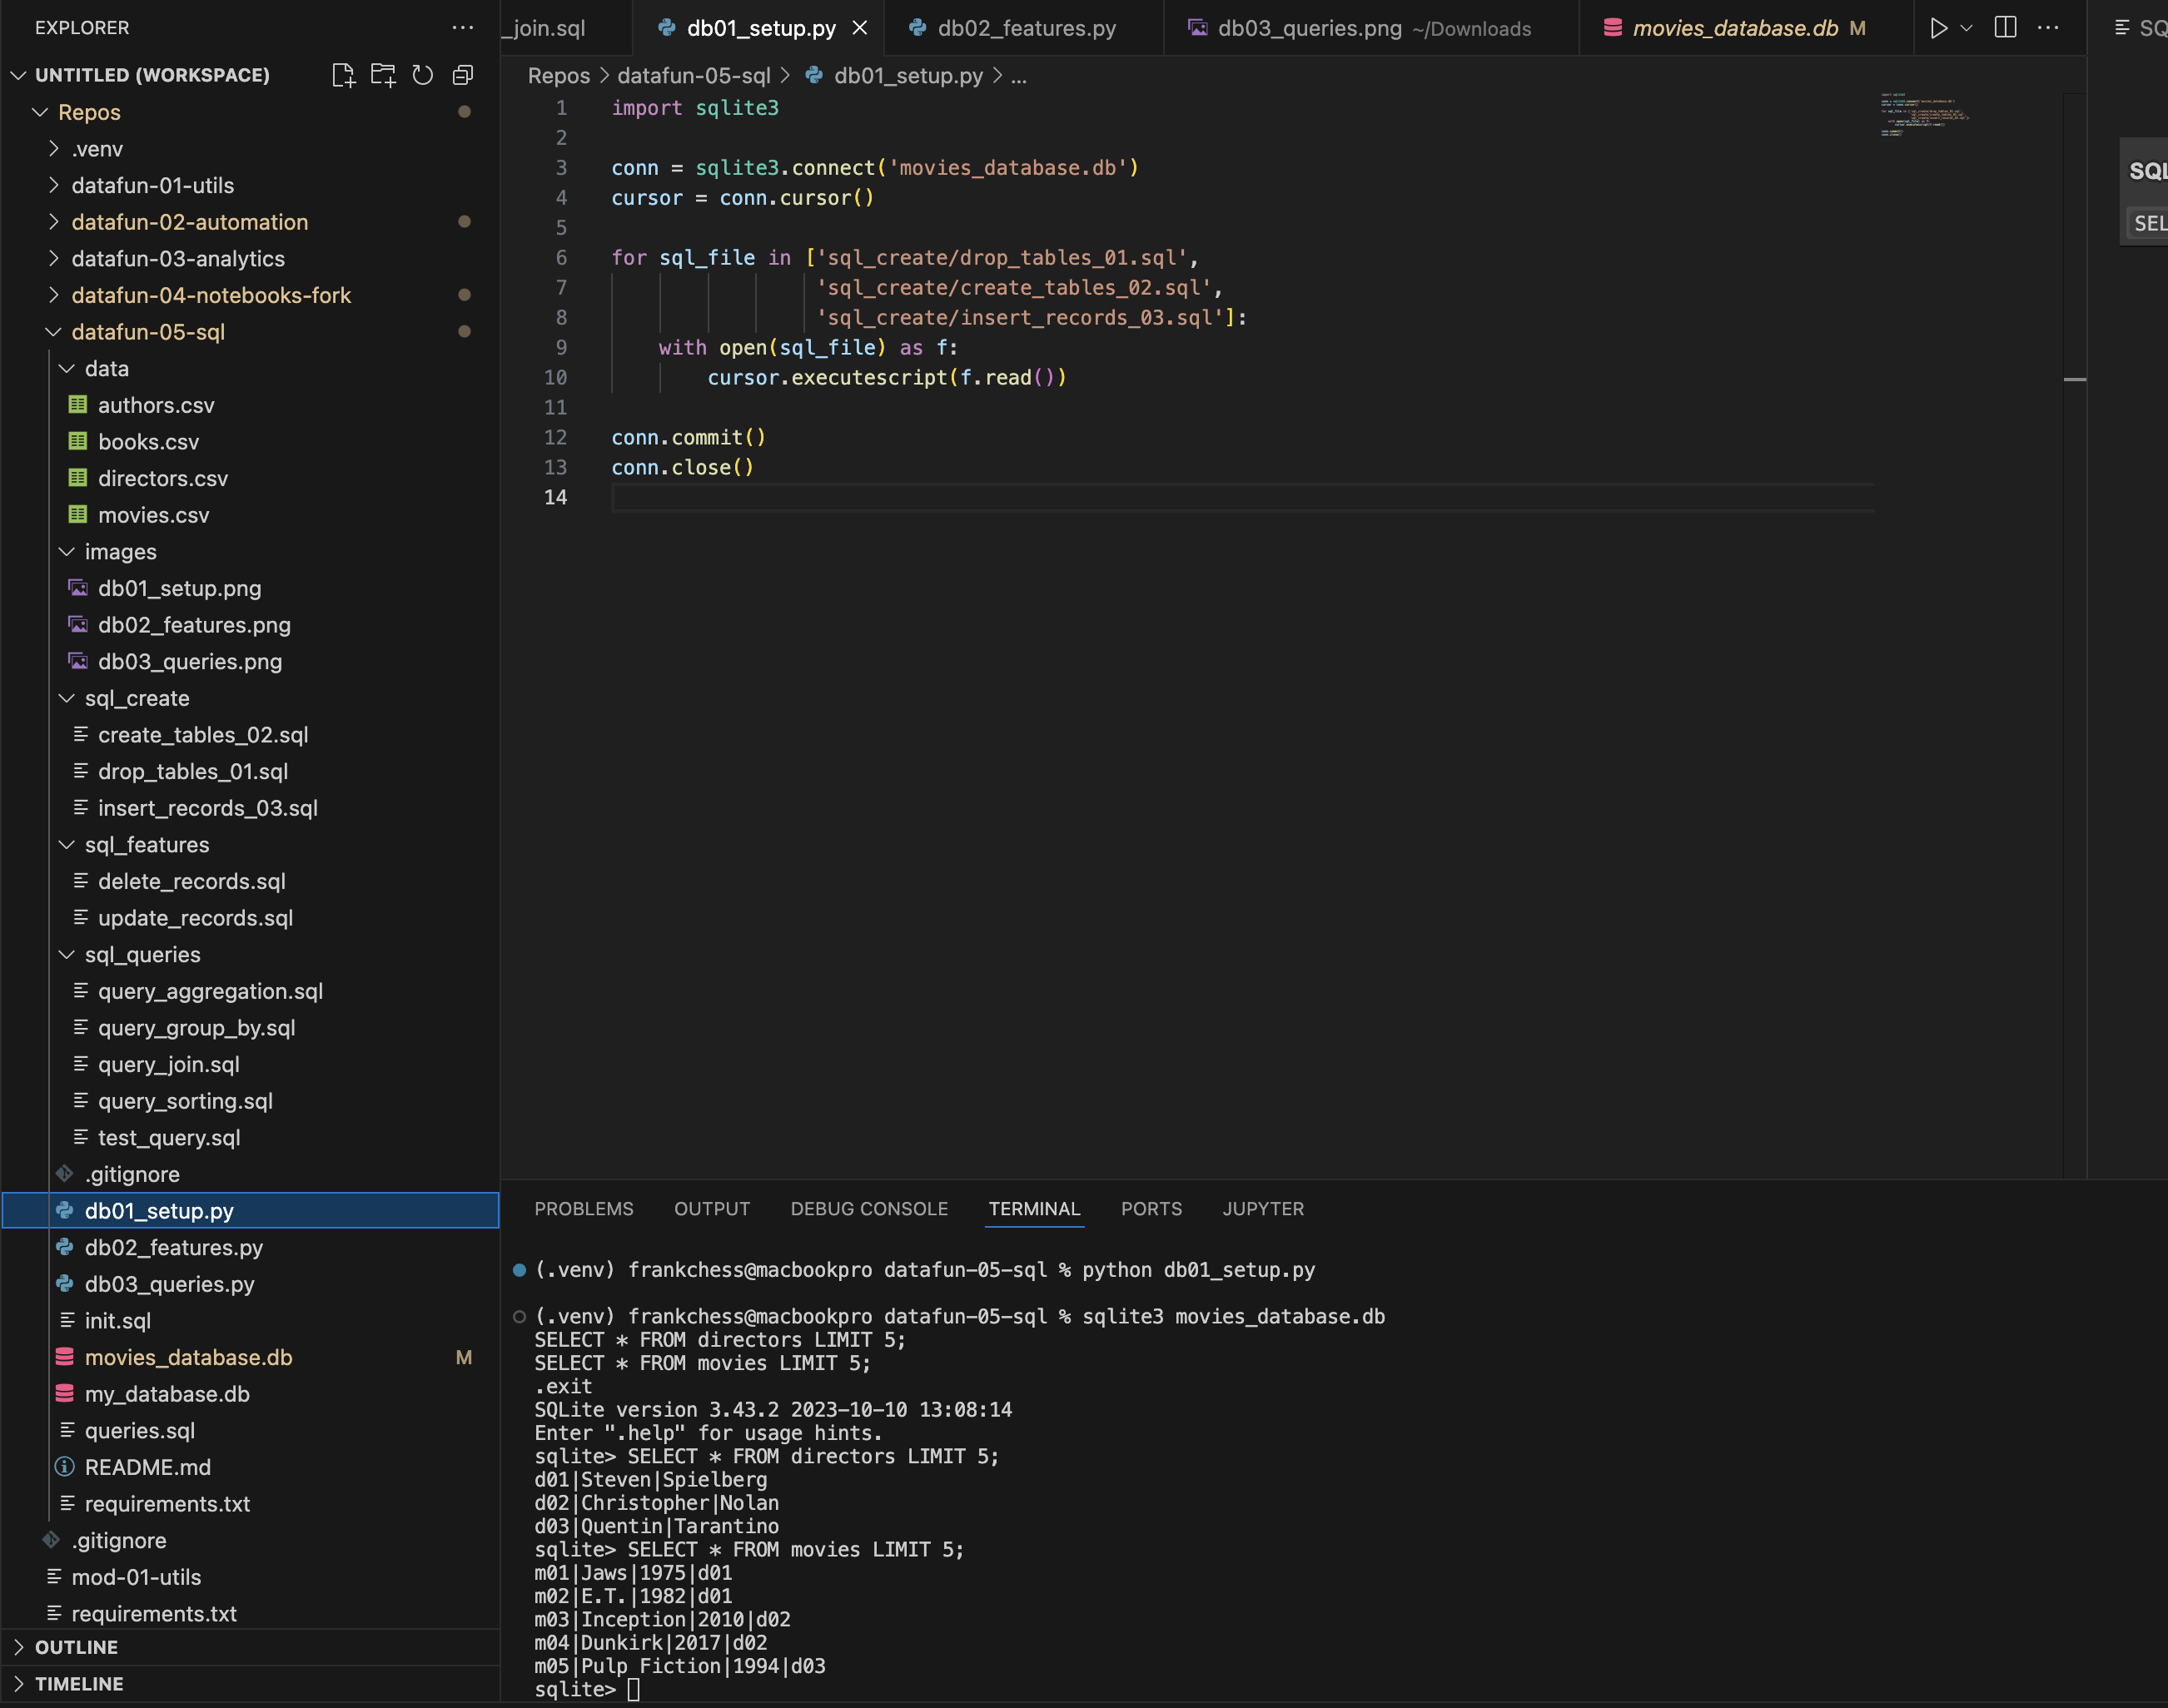 EXPLORER
UNTITLED (WORKSPACE)
Repos
.venv
datafun-01-utils
datafun-02-automation
datafun-03-analytics
datafun-04-notebooks-fork
datafun-05-sql
data
authors.csv
books.csv
directors.csv
movies.csv
images
db01_setup.png
db02_features.png
db03_queries.png
sql_create
create_tables_02.sql
drop_tables_01.sql
insert_records_03.sql
sql_features
delete_records.sql
update_records.sql
sql_queries
query_aggregation.sql
query_group_by.sql
query_join.sql
query_sorting.sql
test_query.sql
.gitignore
db01_setup.py
db02_features.py
db03_queries.py
init.sql
movies_database.db M
my_database.db
queries.sql
README.md
requirements.txt
.gitignore
mod-01-utils
requirements.txt
OUTLINE
TIMELINE
_join.sql db01_setup.py db02_features.py db03_queries.png ~/Downloads movies_database.db M
Repos > datafun-05-sql > db01_setup.py > ...
1 import sqlite3
2
3 conn = sqlite3.connect('movies_database.db')
4 cursor = conn.cursor()
5
6 for sql_file in ['sql_create/drop_tables_01.sql',
7 'sql_create/create_tables_02.sql',
8 'sql_create/insert_records_03.sql']:
9 with open(sql_file) as f:
10 cursor.executescript(f.read())
11
12 conn.commit()
13 conn.close()
14
PROBLEMS OUTPUT DEBUG CONSOLE TERMINAL PORTS JUPYTER
(.venv) frankchess@macbookpro datafun-05-sql % python db01_setup.py
(.venv) frankchess@macbookpro datafun-05-sql % sqlite3 movies_database.db
SELECT * FROM directors LIMIT 5;
SELECT * FROM movies LIMIT 5;
.exit
SQLite version 3.43.2 2023-10-10 13:08:14
Enter ".help" for usage hints.
sqlite> SELECT * FROM directors LIMIT 5;
d01|Steven|Spielberg
d02|Christopher|Nolan
d03|Quentin|Tarantino
sqlite> SELECT * FROM movies LIMIT 5;
m01|Jaws|1975|d01
m02|E.T.|1982|d01
m03|Inception|2010|d02
m04|Dunkirk|2017|d02
m05|Pulp Fiction|1994|d03
sqlite>